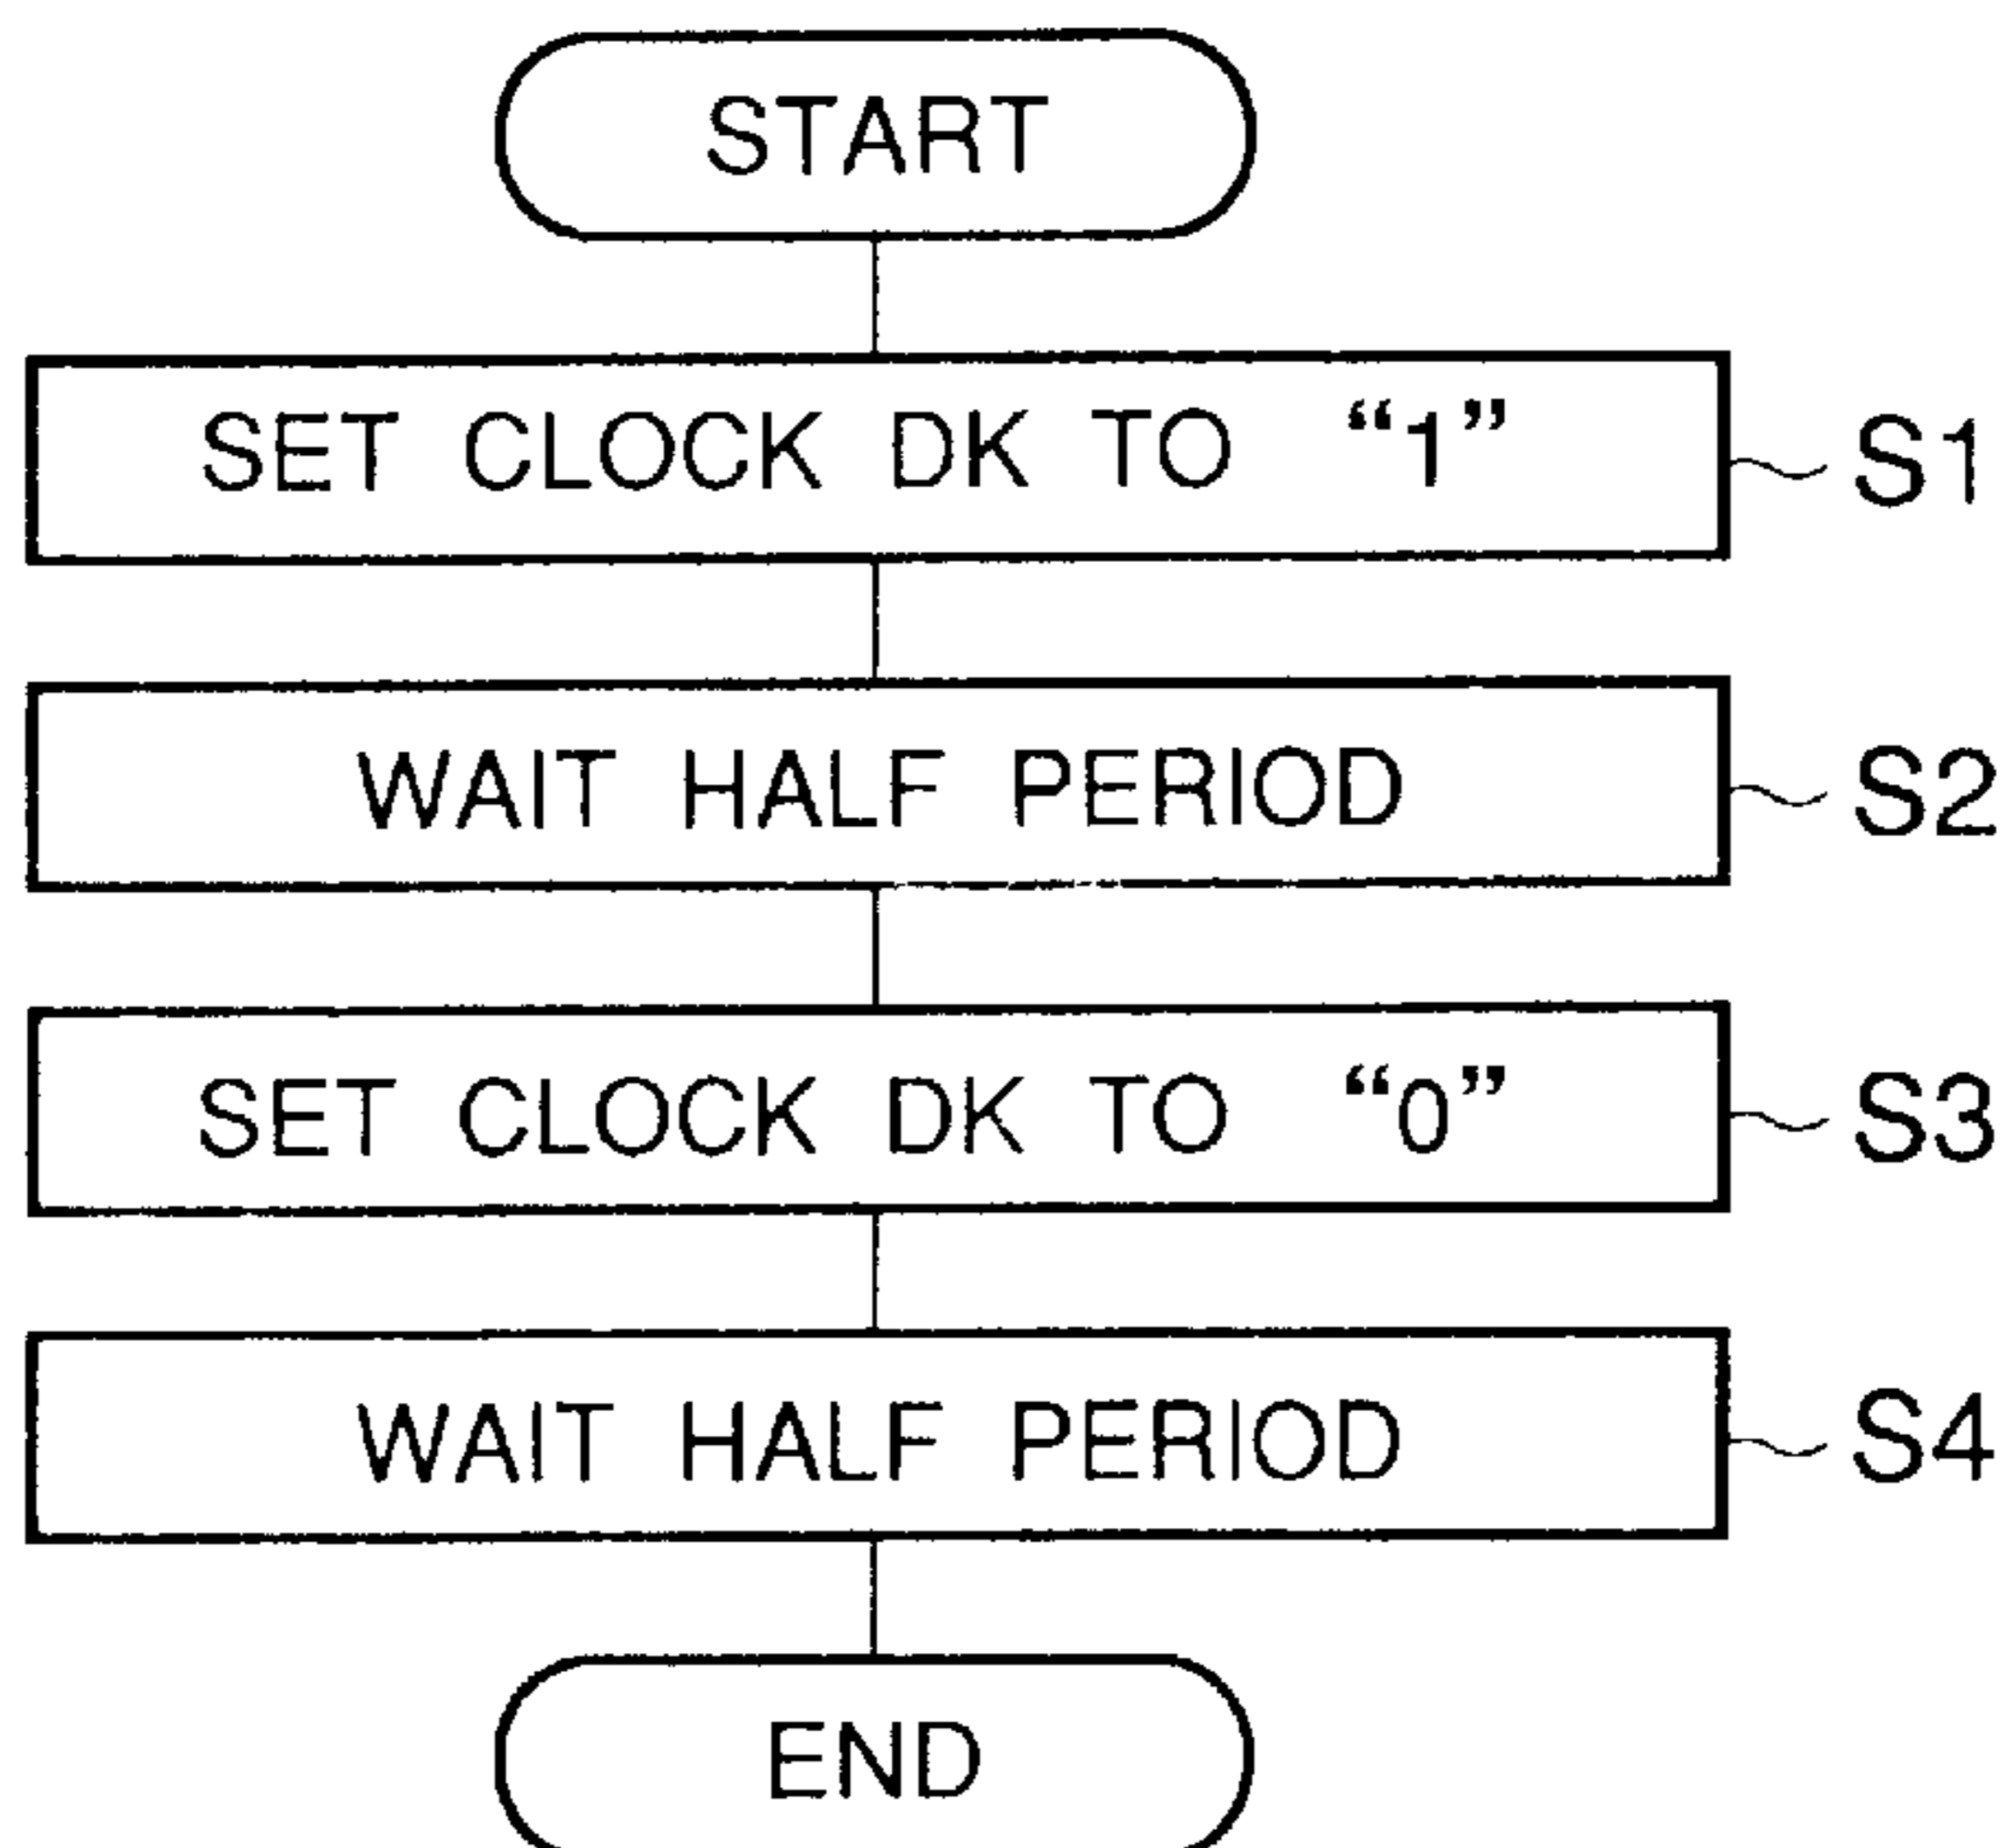 START
SET CLOCK DK TO “1” S1
WAIT HALF PERIOD S2
SET CLOCK DK TO “0” S3
WAIT HALF PERIOD S4
END